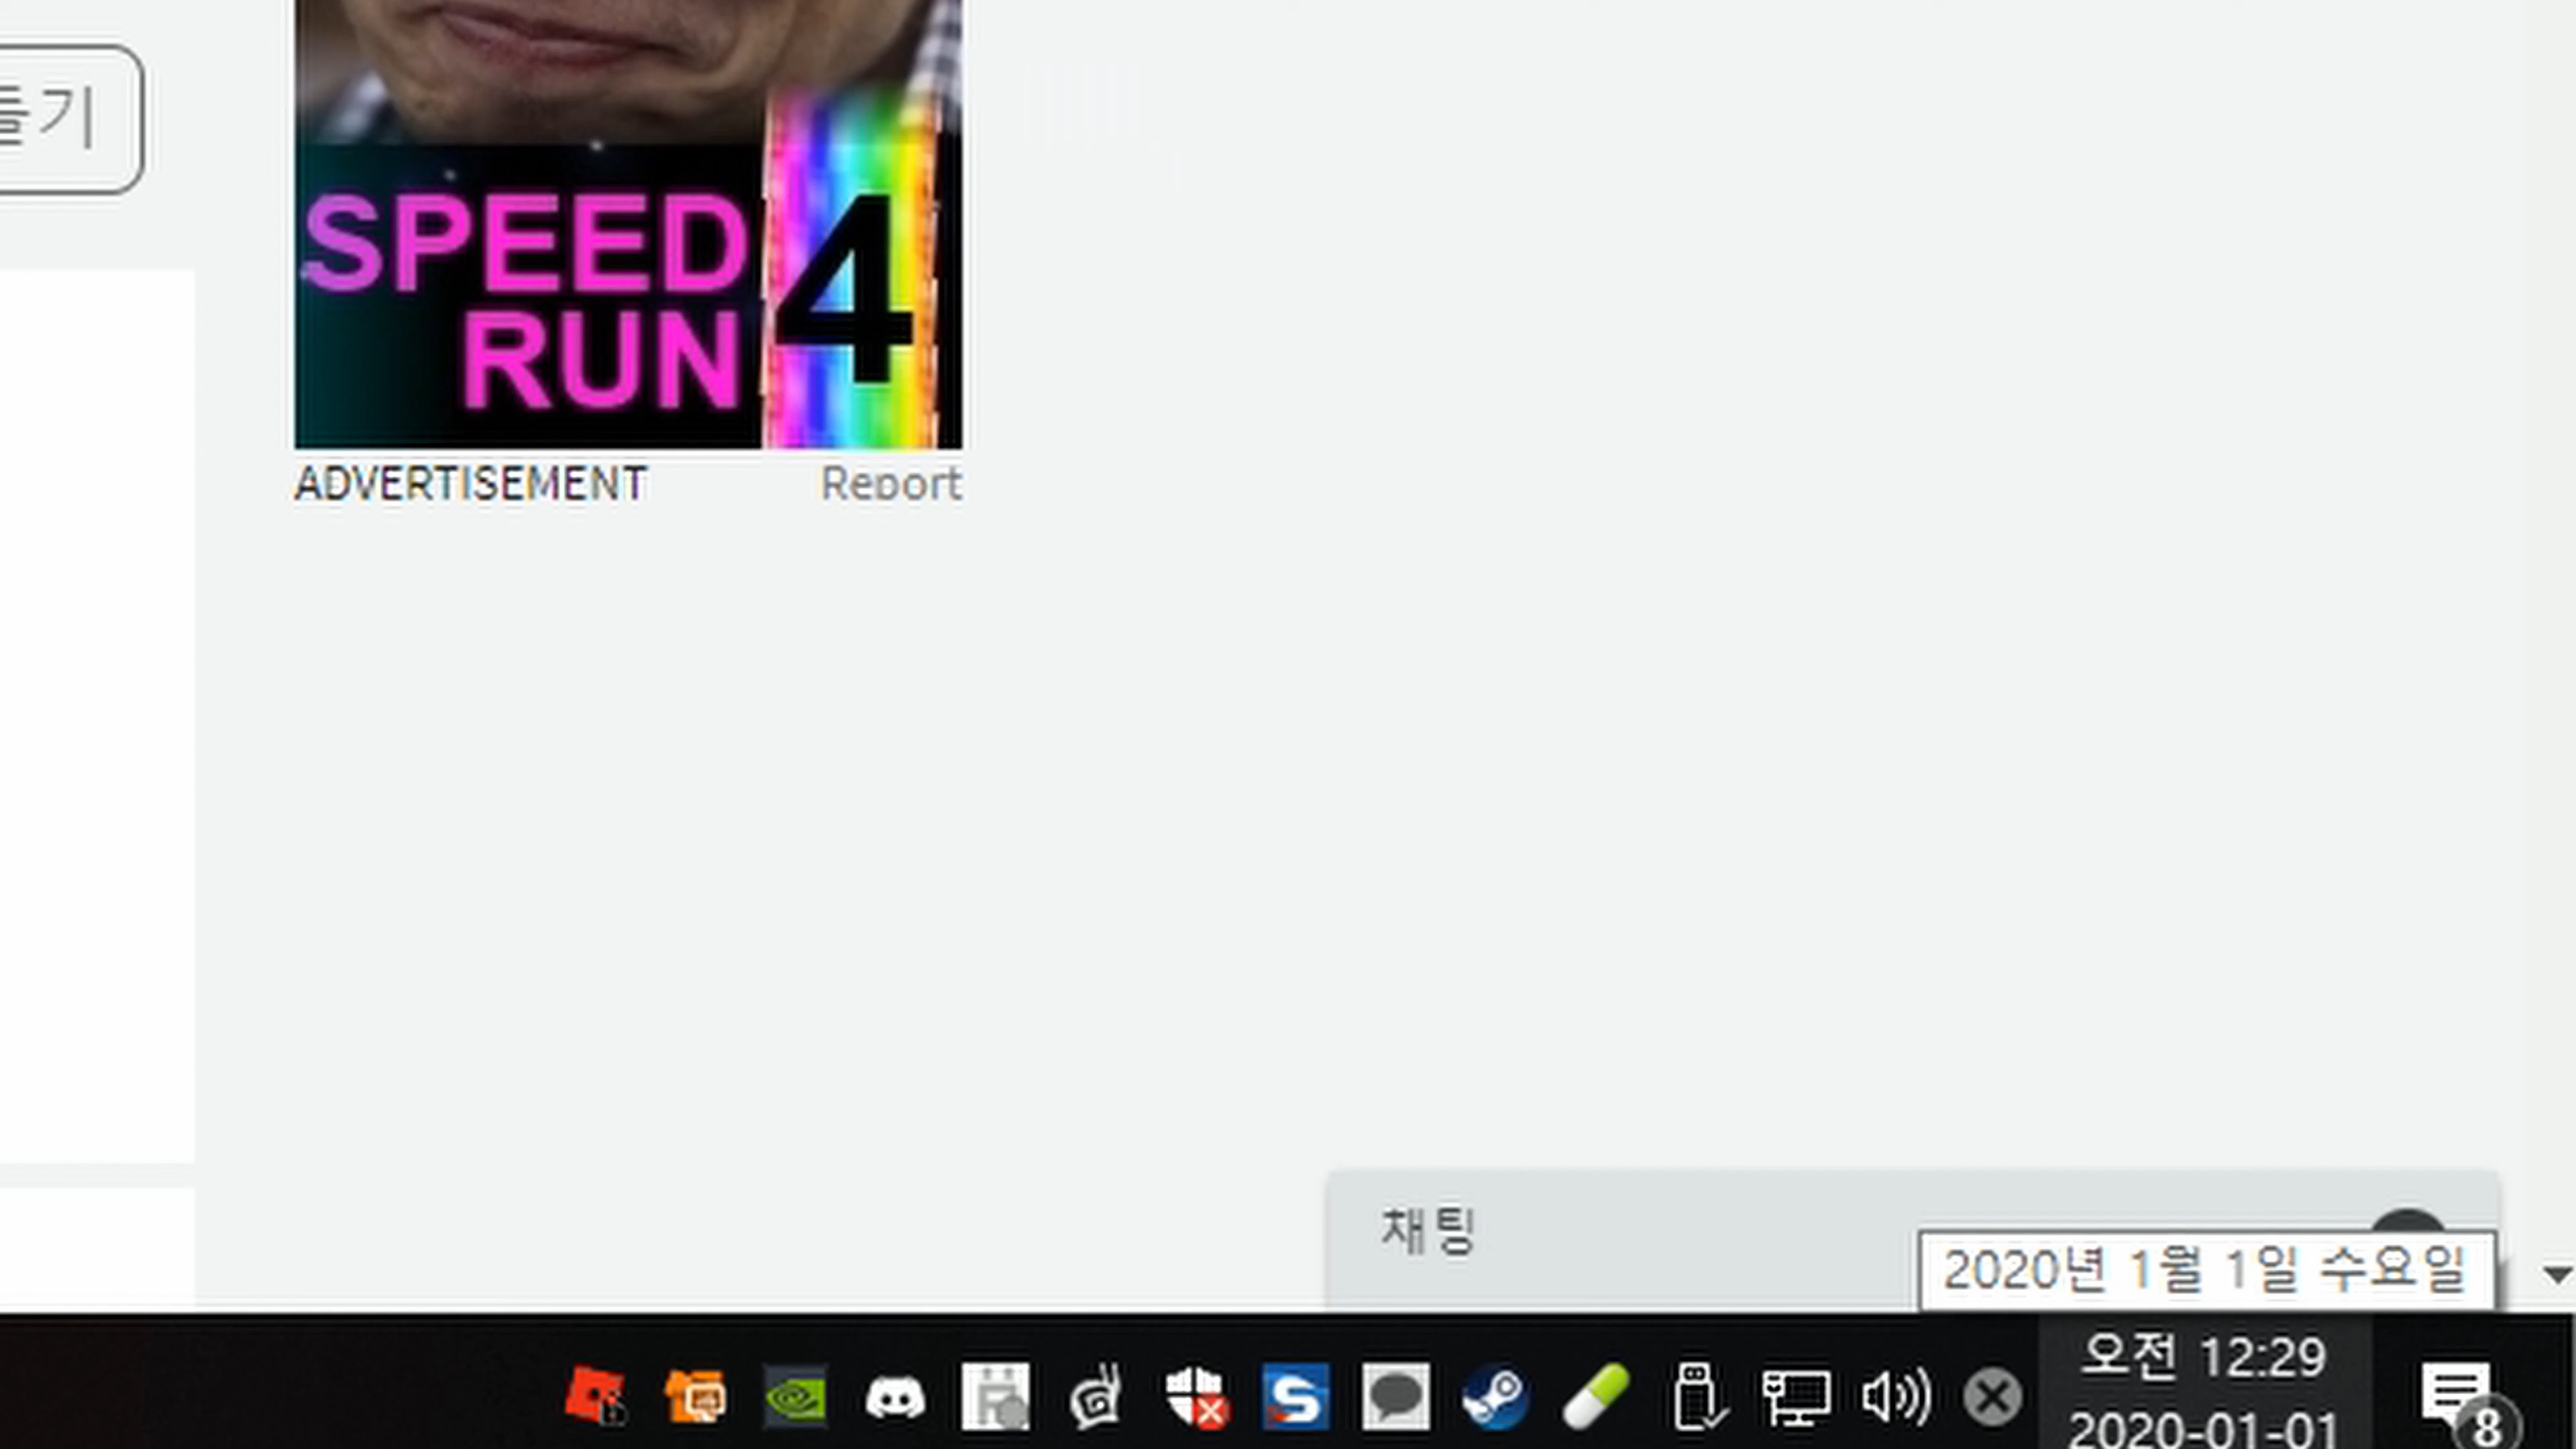 들기
SPEED
RUN
4
ADVERTISEMENT
Report
채팅
2020년 1월 1일 수요일
오전 12:29
2020-01-01
8